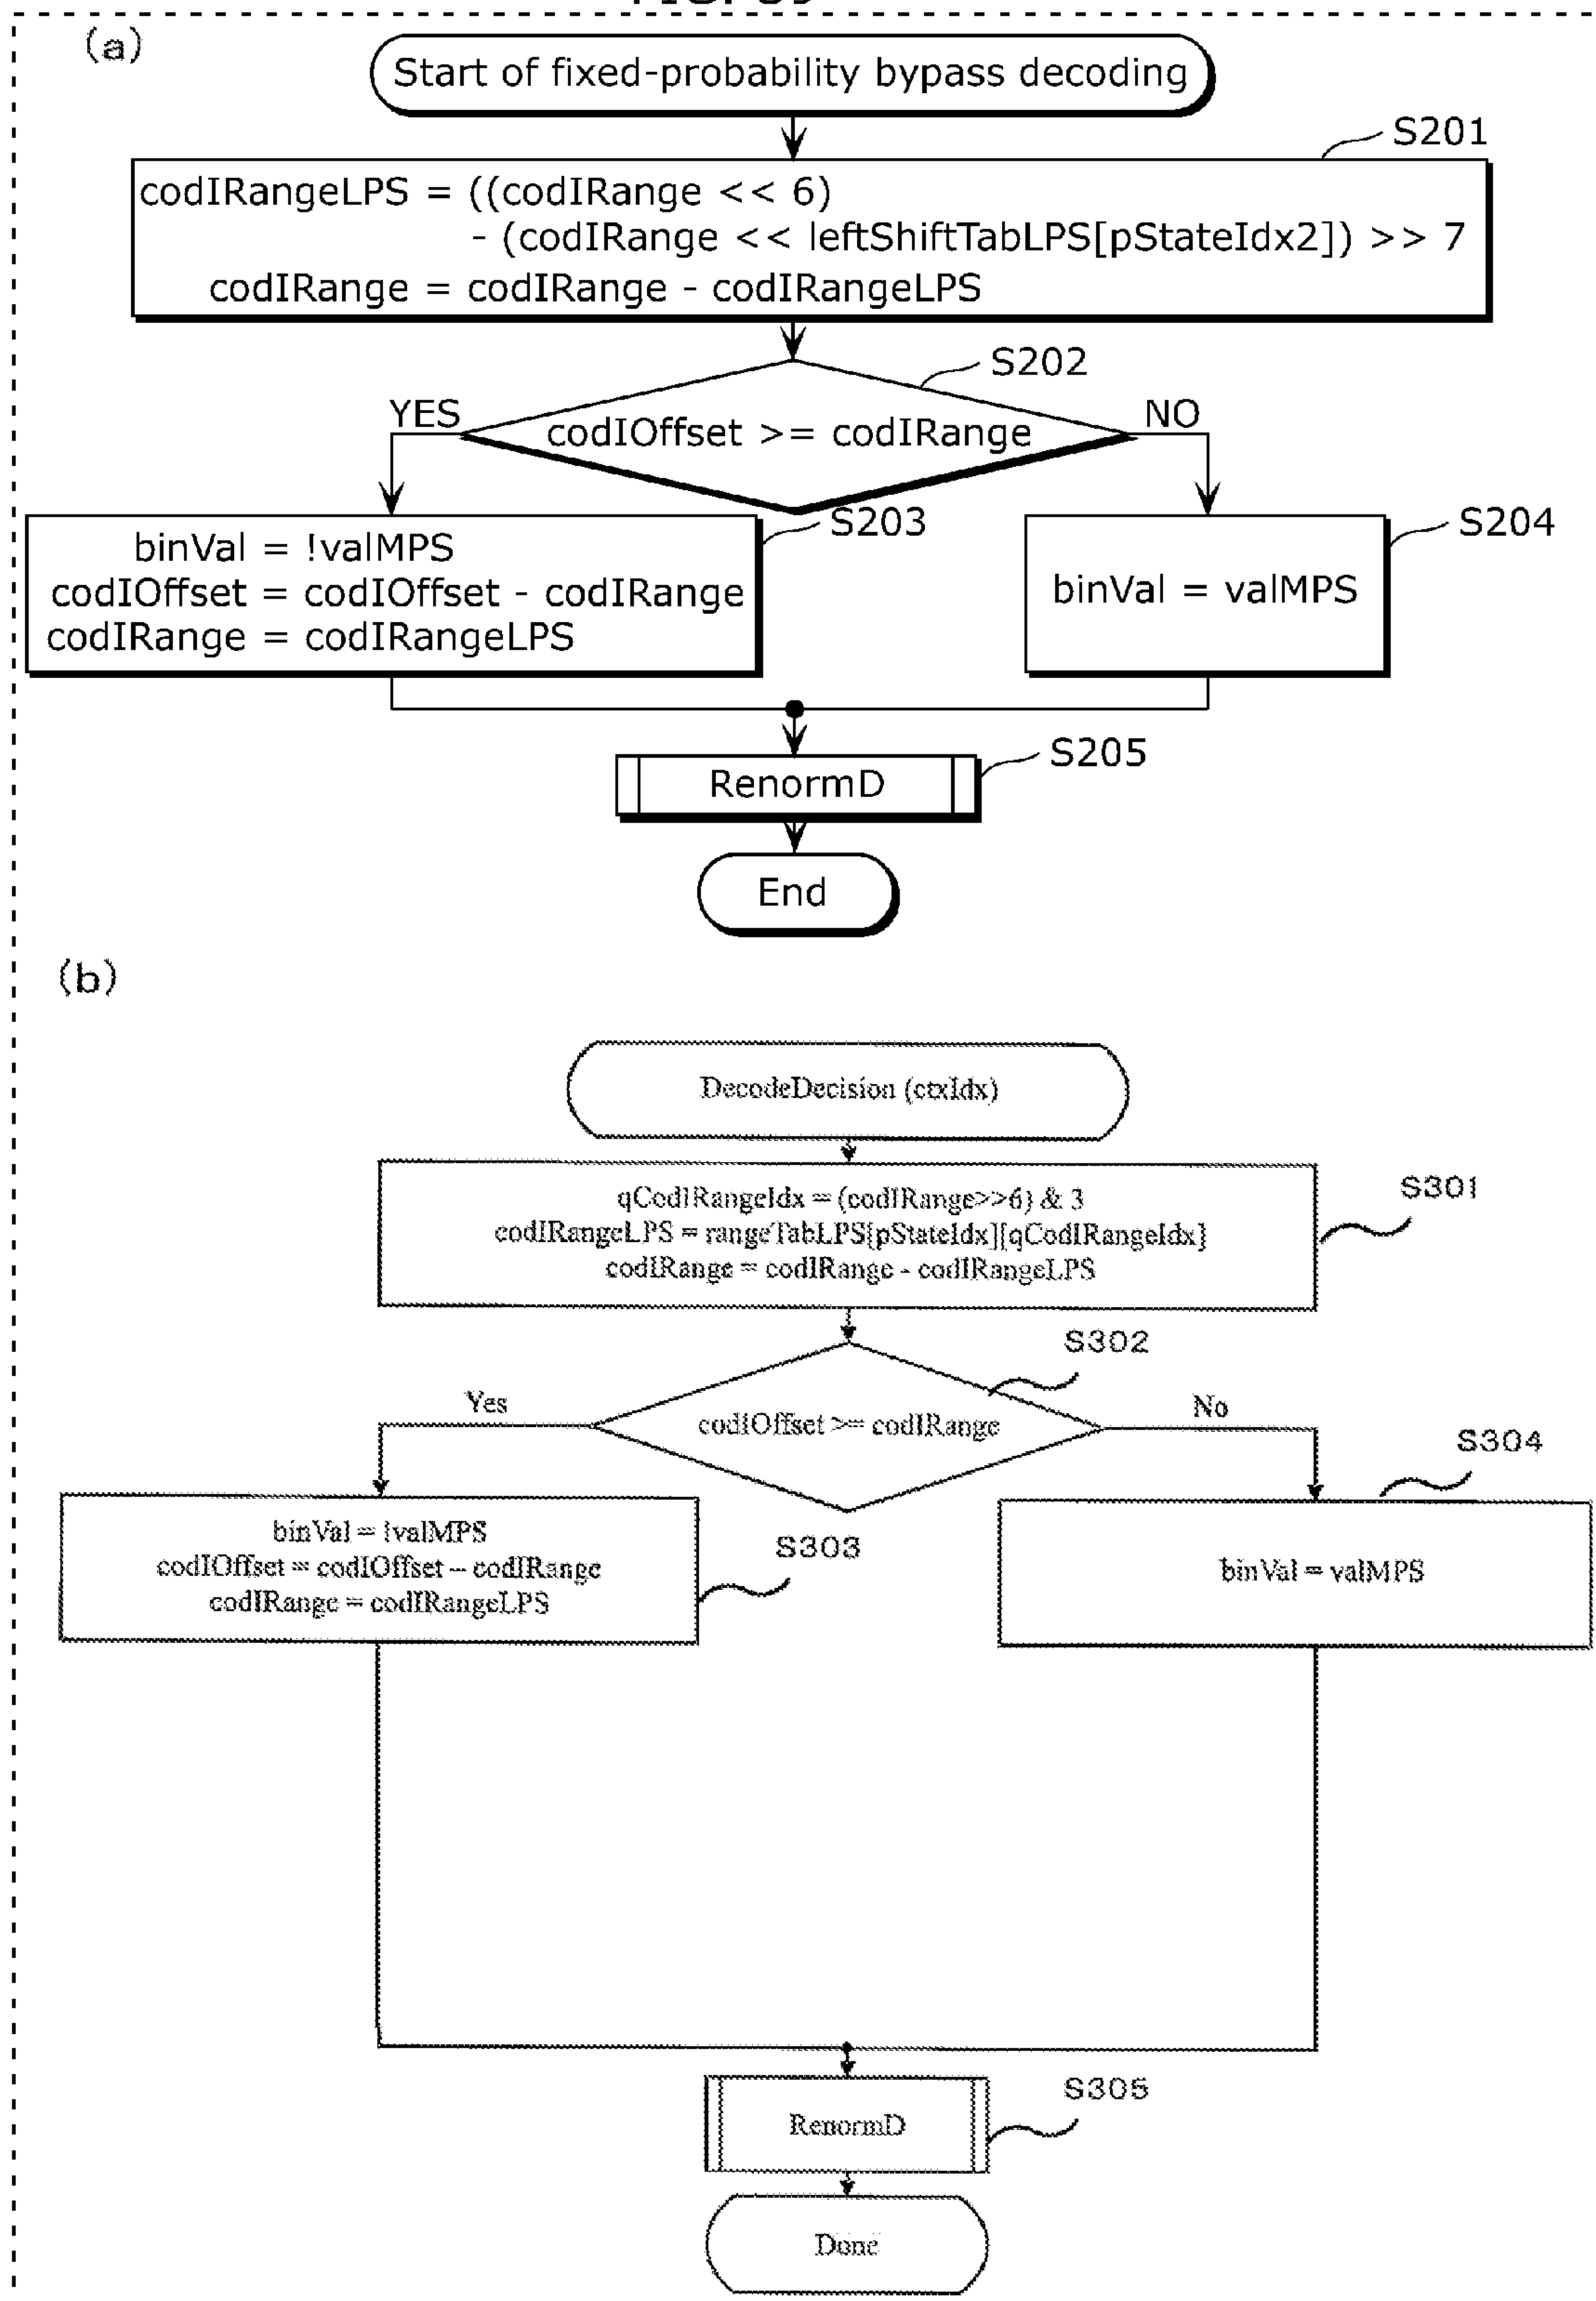 (a)
Start of fixed-probability bypass decoding
S201
codIRangeLPS = ((codIRange << 6)
- (codIRange << leftShiftTabLPS[pStateIdx2]) >> 7
codIRange = codIRange - codIRangeLPS
S202
YES
codIOffset >= codIRange
NO
S203
binVal = !valMPS
codIOffset = codIOffset - codIRange
codIRange = codIRangeLPS
S204
binVal = valMPS
RenormD
S205
End
(b)
DecodeDecision (ctxIdx)
S301
qCodIRangeIdx = (codIRange>>6) & 3
codIRangeLPS = rangeTabLPS[pStateIdx][qCodIRangeIdx]
codIRange = codIRange - codIRangeLPS
S302
Yes
codIOffset >= codIRange
No
S304
binVal = !valMPS
codIOffset = codIOffset – codIRange
codIRange = codIRangeLPS
S303
binVal = valMPS
S305
RenormD
Done